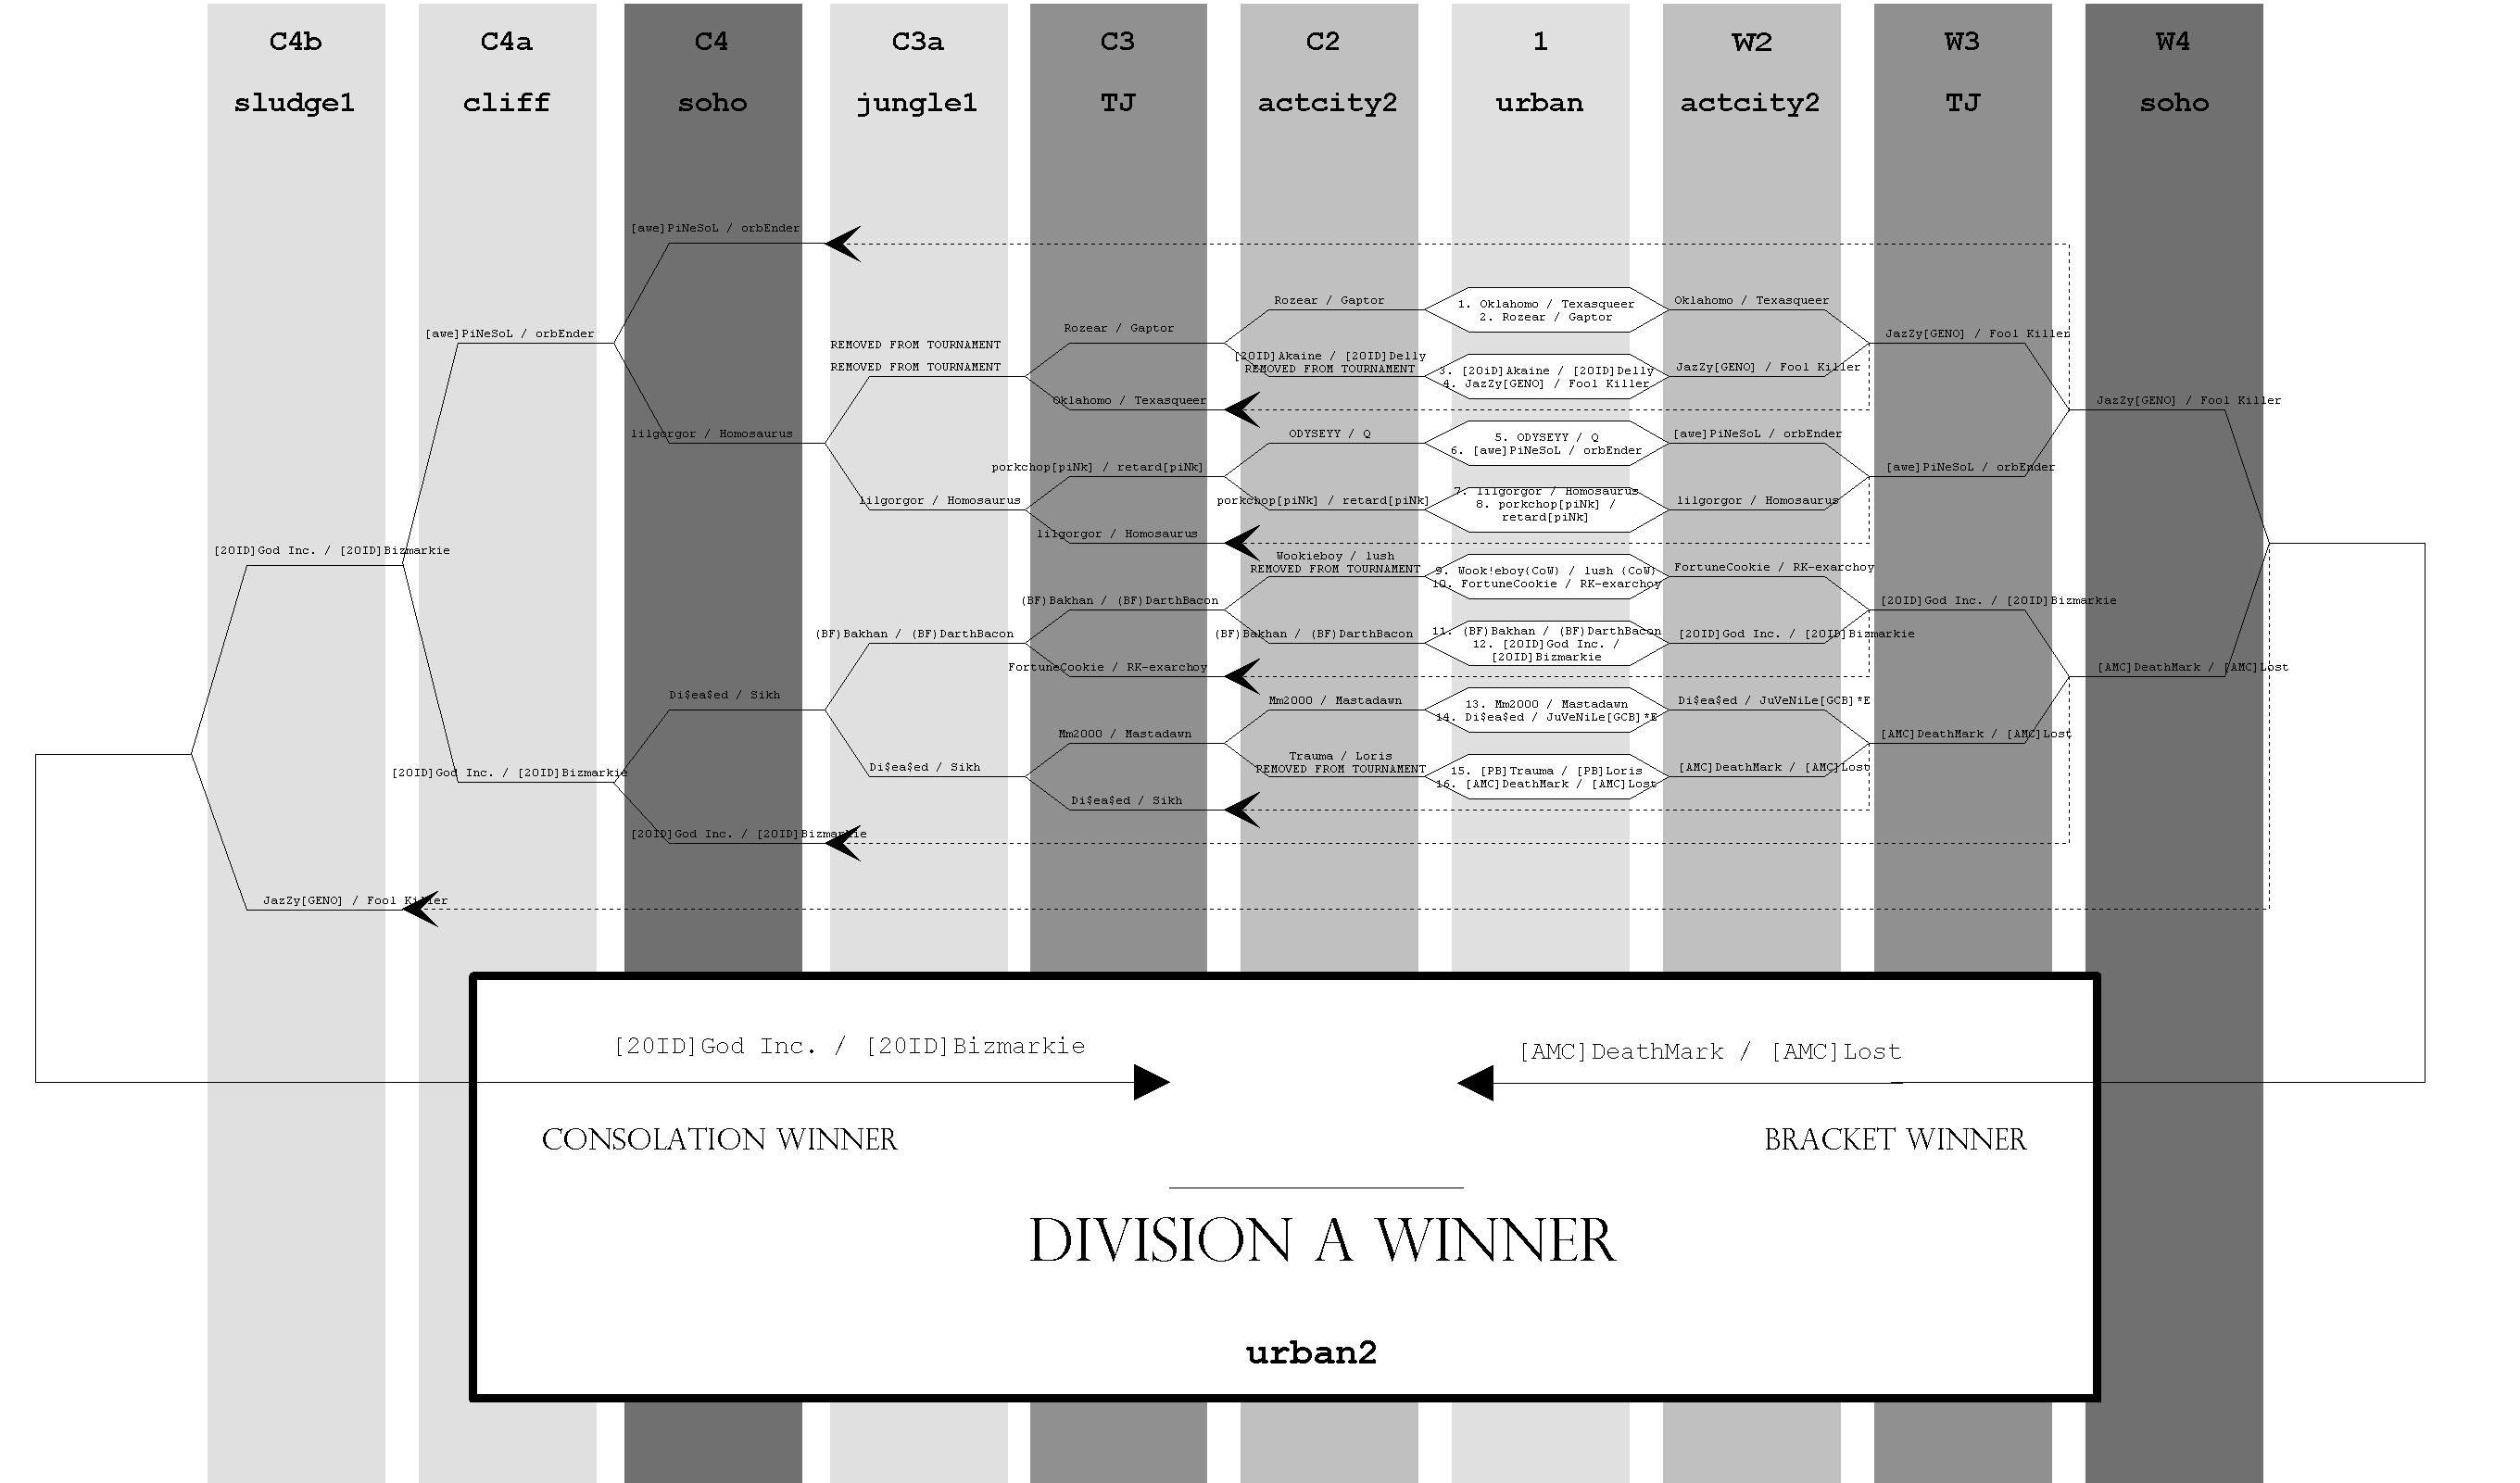 C4b C4a C4 C3a C3 C2 1 W2 W3 W4
sludge1 cliff soho jungle1 TJ actcity2 urban actcity2 TJ soho
[awe]PiNeSoL / orbEnder
[awe]PiNeSoL / orbEnder
lilgorgor / Homosaurus
[20ID]God Inc. / [20ID]Bizmarkie
[20ID]God Inc. / [20ID]Bizmarkie
Di$ea$ed / Sikh
[20ID]God Inc. / [20ID]Bizmarkie
JazZy[GENO] / Fool Killer
REMOVED FROM TOURNAMENT
REMOVED FROM TOURNAMENT
lilgorgor / Homosaurus
(BF)Bakhan / (BF)DarthBacon
Di$ea$ed / Sikh
Rozear / Gaptor
Oklahomo / Texasqueer
porkchop[piNk] / retard[piNk]
lilgorgor / Homosaurus
(BF)Bakhan / (BF)DarthBacon
FortuneCookie / RK-exarchoy
Mm2000 / Mastadawn
Di$ea$ed / Sikh
Rozear / Gaptor
[20ID]Akaine / [20ID]Delly
REMOVED FROM TOURNAMENT
ODYSEYY / Q
porkchop[piNk] / retard[piNk]
Wookieboy / lush
REMOVED FROM TOURNAMENT
(BF)Bakhan / (BF)DarthBacon
Mm2000 / Mastadawn
Trauma / Loris
REMOVED FROM TOURNAMENT
1. Oklahomo / Texasqueer
2. Rozear / Gaptor
3. [20iD]Akaine / [20ID]Delly
4. JazZy[GENO] / Fool Killer
5. ODYSEYY / Q
6. [awe]PiNeSoL / orbEnder
7. lilgorgor / Homosaurus
8. porkchop[piNk] /
retard[piNk]
9. Wook!eboy(CoW) / lush (CoW)
10. FortuneCookie / RK-exarchoy
11. (BF)Bakhan / (BF)DarthBacon
12. [20ID]God Inc. /
[20ID]Bizmarkie
13. Mm2000 / Mastadawn
14. Di$ea$ed / JuVeNiLe[GCB]*E
15. [PB]Trauma / [PB]Loris
16. [AMC]DeathMark / [AMC]Lost
Oklahomo / Texasqueer
JazZy[GENO] / Fool Killer
[awe]PiNeSoL / orbEnder
lilgorgor / Homosaurus
FortuneCookie / RK-exarchoy
[20ID]God Inc. / [20ID]Bizmarkie
Di$ea$ed / JuVeNiLe[GCB]*E
[AMC]DeathMark / [AMC]Lost
JazZy[GENO] / Fool Killer
[awe]PiNeSoL / orbEnder
[20ID]God Inc. / [20ID]Bizmarkie
[AMC]DeathMark / [AMC]Lost
JazZy[GENO] / Fool Killer
[AMC]DeathMark / [AMC]Lost
[20ID]God Inc. / [20ID]Bizmarkie
[AMC]DeathMark / [AMC]Lost
CONSOLATION WINNER
BRACKET WINNER
DIVISION A WINNER
urban2